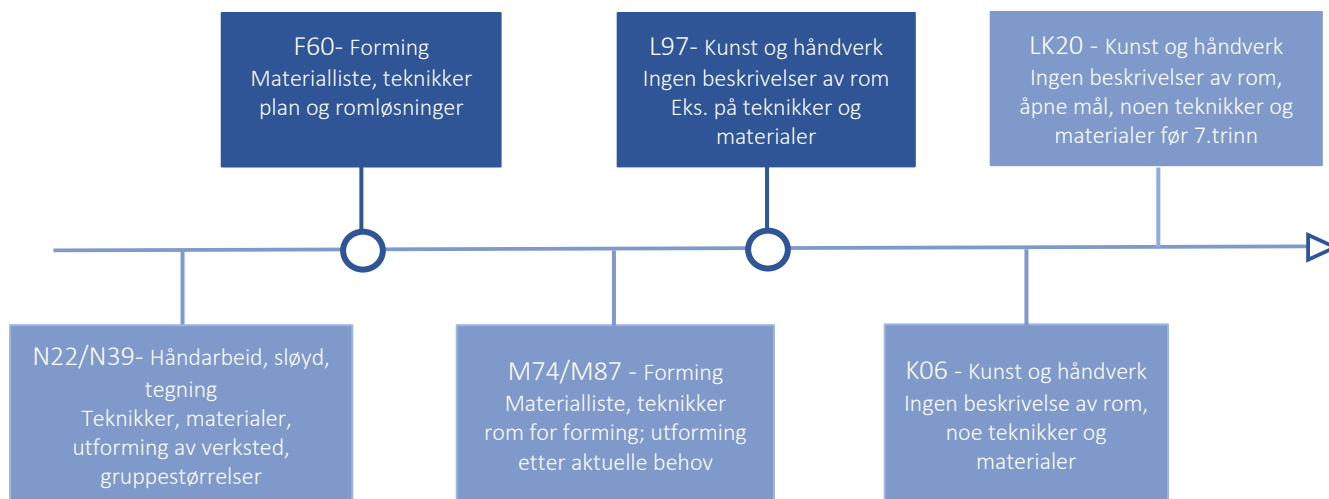 F60- Forming
Materialliste, teknikker
plan og romløsninger
L97- Kunst og håndverk
Ingen beskrivelser av rom
Eks. på teknikker og
materialer
LK20 - Kunst og håndverk
Ingen beskrivelser av rom,
åpne mål, noen teknikker og
materialer før 7.trinn
N22/N39- Håndarbeid, sløyd,
tegning
Teknikker, materialer,
utforming av verksted,
gruppestørrelser
M74/M87 - Forming
Materialliste, teknikker
rom for forming; utforming
etter aktuelle behov
K06 - Kunst og håndverk
Ingen beskrivelse av rom,
noe teknikker og
materialer